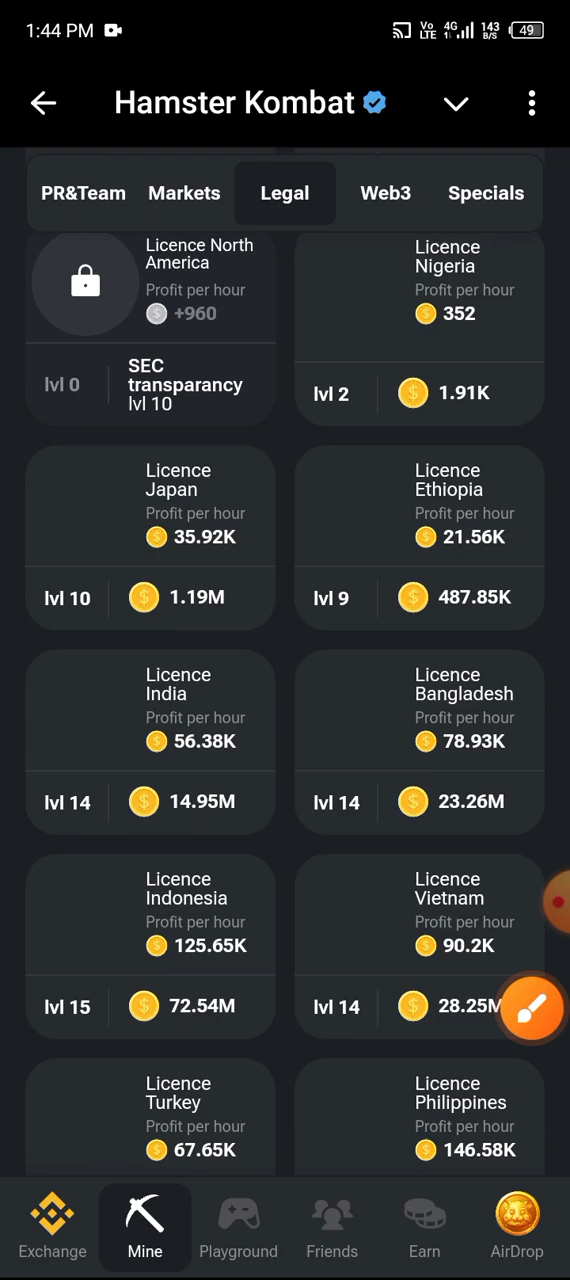 1:44 PM
Vo LTE 4G 143 B/S 49
Hamster Kombat
PR&Team Markets Legal Web3 Specials
Licence North
America
Profit per hour
+960
lvl 0
SEC
transparancy
lvl 10
Licence
Nigeria
Profit per hour
352
lvl 2
1.91K
Licence
Japan
Profit per hour
35.92K
lvl 10
1.19M
Licence
Ethiopia
Profit per hour
21.56K
lvl 9
487.85K
Licence
India
Profit per hour
56.38K
lvl 14
14.95M
Licence
Bangladesh
Profit per hour
78.93K
lvl 14
23.26M
Licence
Indonesia
Profit per hour
125.65K
lvl 15
72.54M
Licence
Vietnam
Profit per hour
90.2K
lvl 14
28.25M
Licence
Turkey
Profit per hour
67.65K
Licence
Philippines
Profit per hour
146.58K
Exchange Mine Playground Friends Earn AirDrop